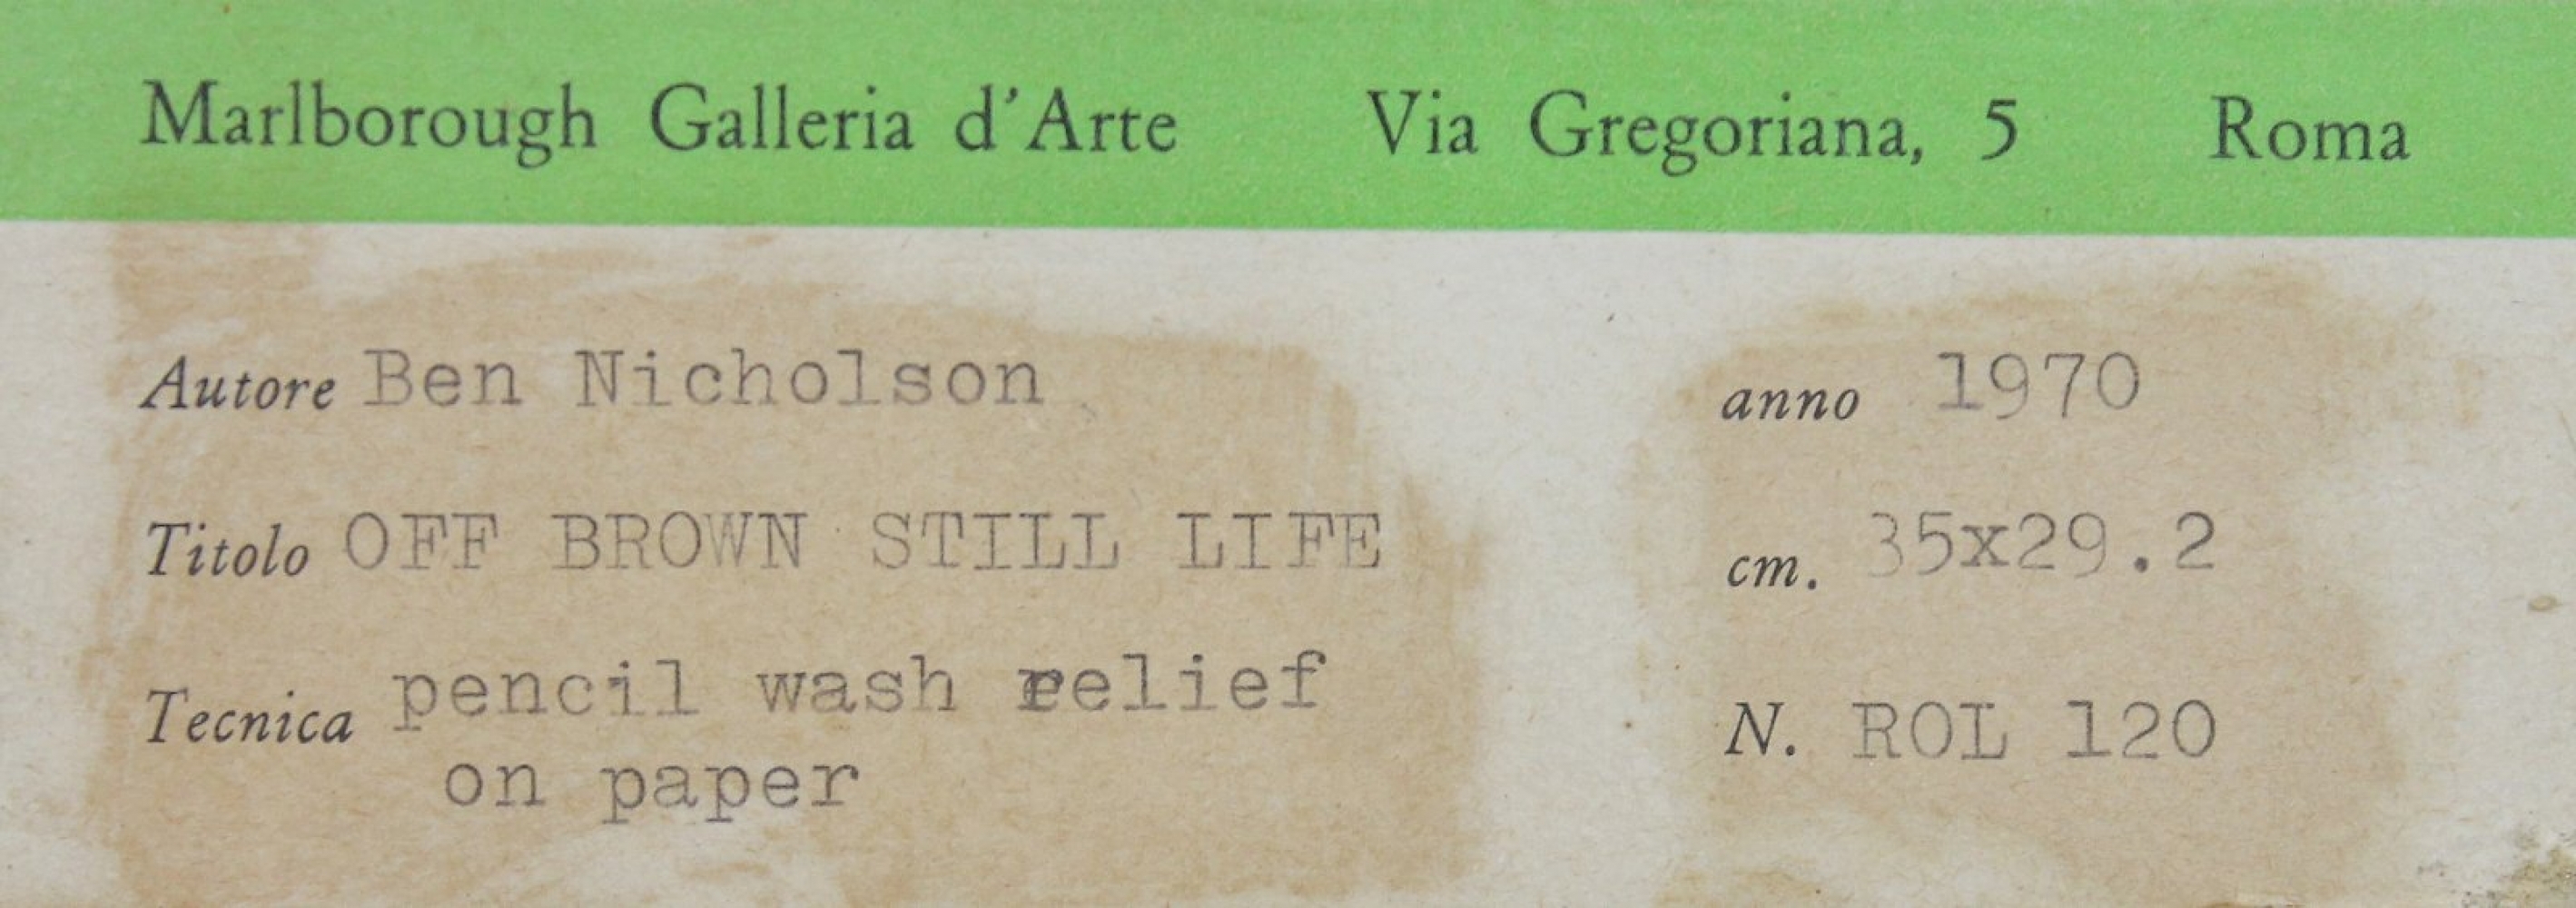 Marlborough Galleria d'Arte Via Gregoriana, 5 Roma
Autore Ben Nicholson anno 1970
Titolo OFF BROWN STILL LIFE cm. 35x29.2
Tecnica pencil wash relief N. ROL 120
on paper